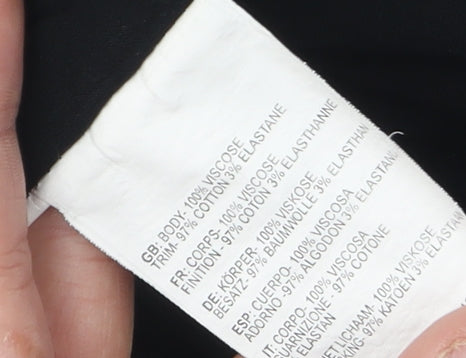 GB: BODY- 100% VISCOSE
TRIM- 97% COTTON 3% ELASTANE
FR: CORPS- 100% VISCOSE
FINITION - 97% COTON 3% ELASTHANNE
DE: KÖRPER- 100% VISKOSE
BESATZ- 97% BAUMWOLLE 3% ELASTHAN
ESP: CUERPO- 100% VISCOSA
ADORNO - 97% ALGODON 3% ELASTAN
IT: CORPO- 100% VISCOSA
GUARNIZONE - 97% COTONE
ELASTAN
LICHAAM- 100% VISKOSE
97% KATOEN 3% ELASTAN